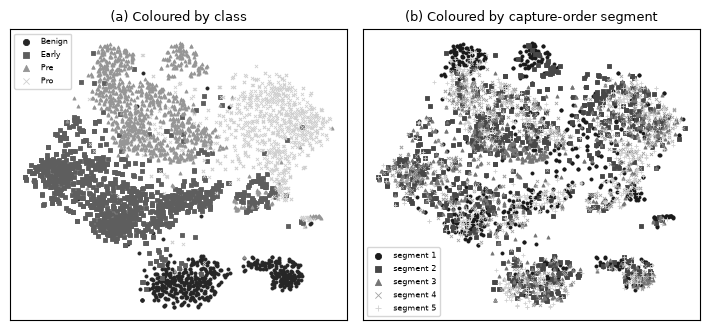 (a) Coloured by class
Benign
Early
Pre
Pro
(b) Coloured by capture-order segment
segment 1
segment 2
segment 3
segment 4
segment 5